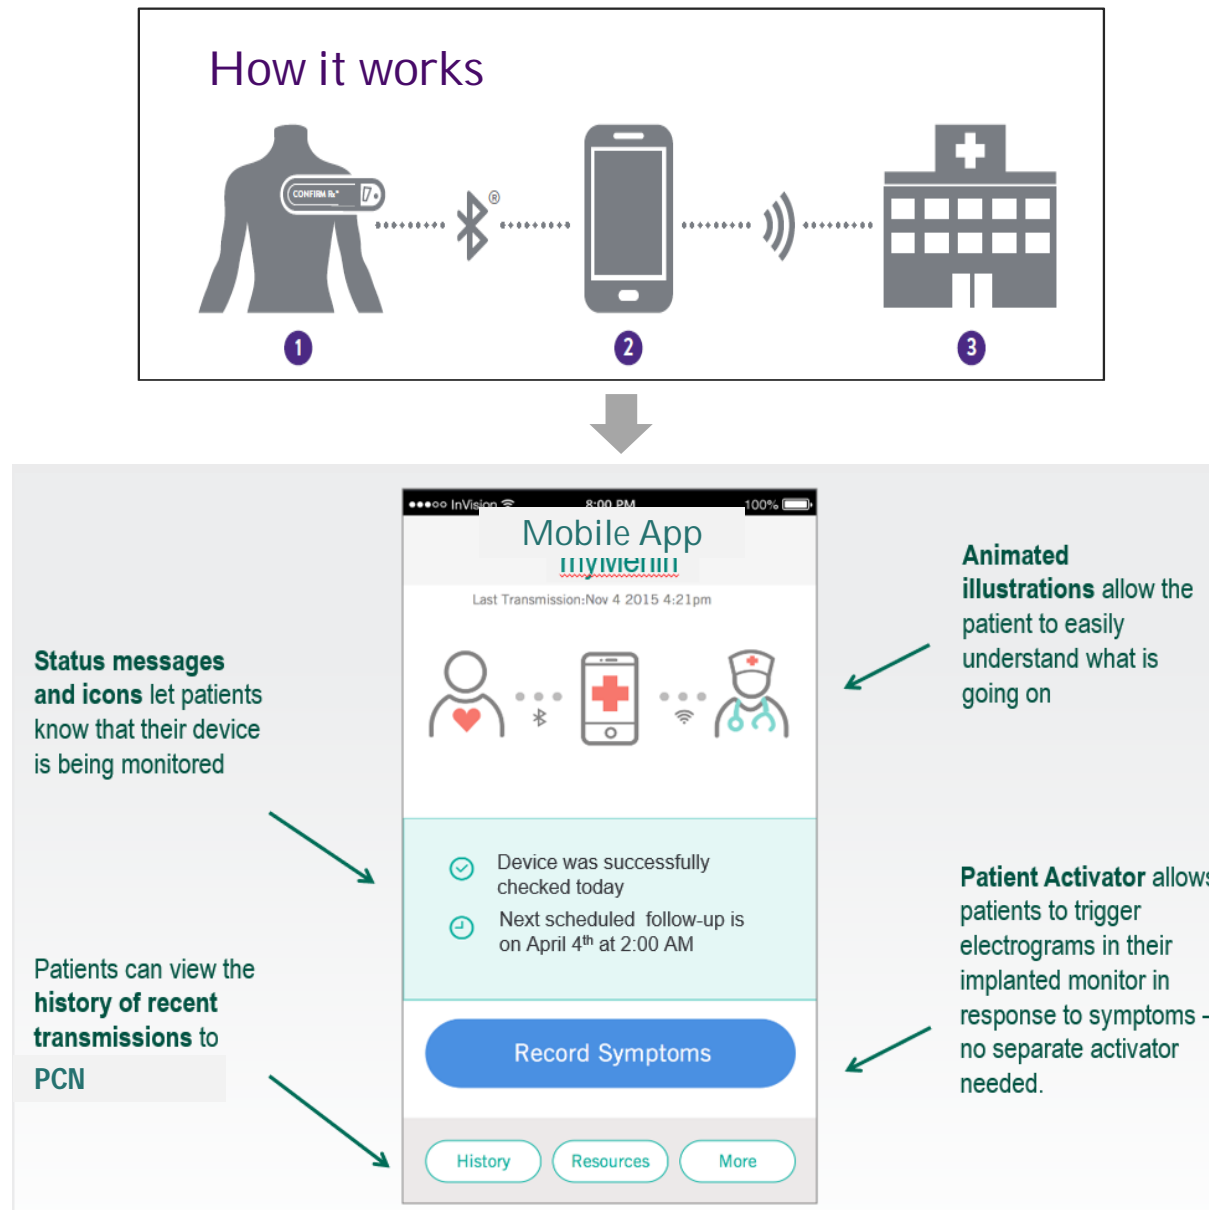 How it works
CONFIRM Rx™
®
1
2
3
InVision
8:00 PM
100%
Mobile App
myMerlin
Last Transmission:Nov 4 2015 4:21pm
Status messages
and icons let patients
know that their device
is being monitored
Animated
illustrations allow the
patient to easily
understand what is
going on
Device was successfully
checked today
Next scheduled follow-up is
on April 4th at 2:00 AM
Patients can view the
history of recent
transmissions to
PCN
Patient Activator allows
patients to trigger
electrograms in their
implanted monitor in
response to symptoms -
no separate activator
needed.
Record Symptoms
History
Resources
More